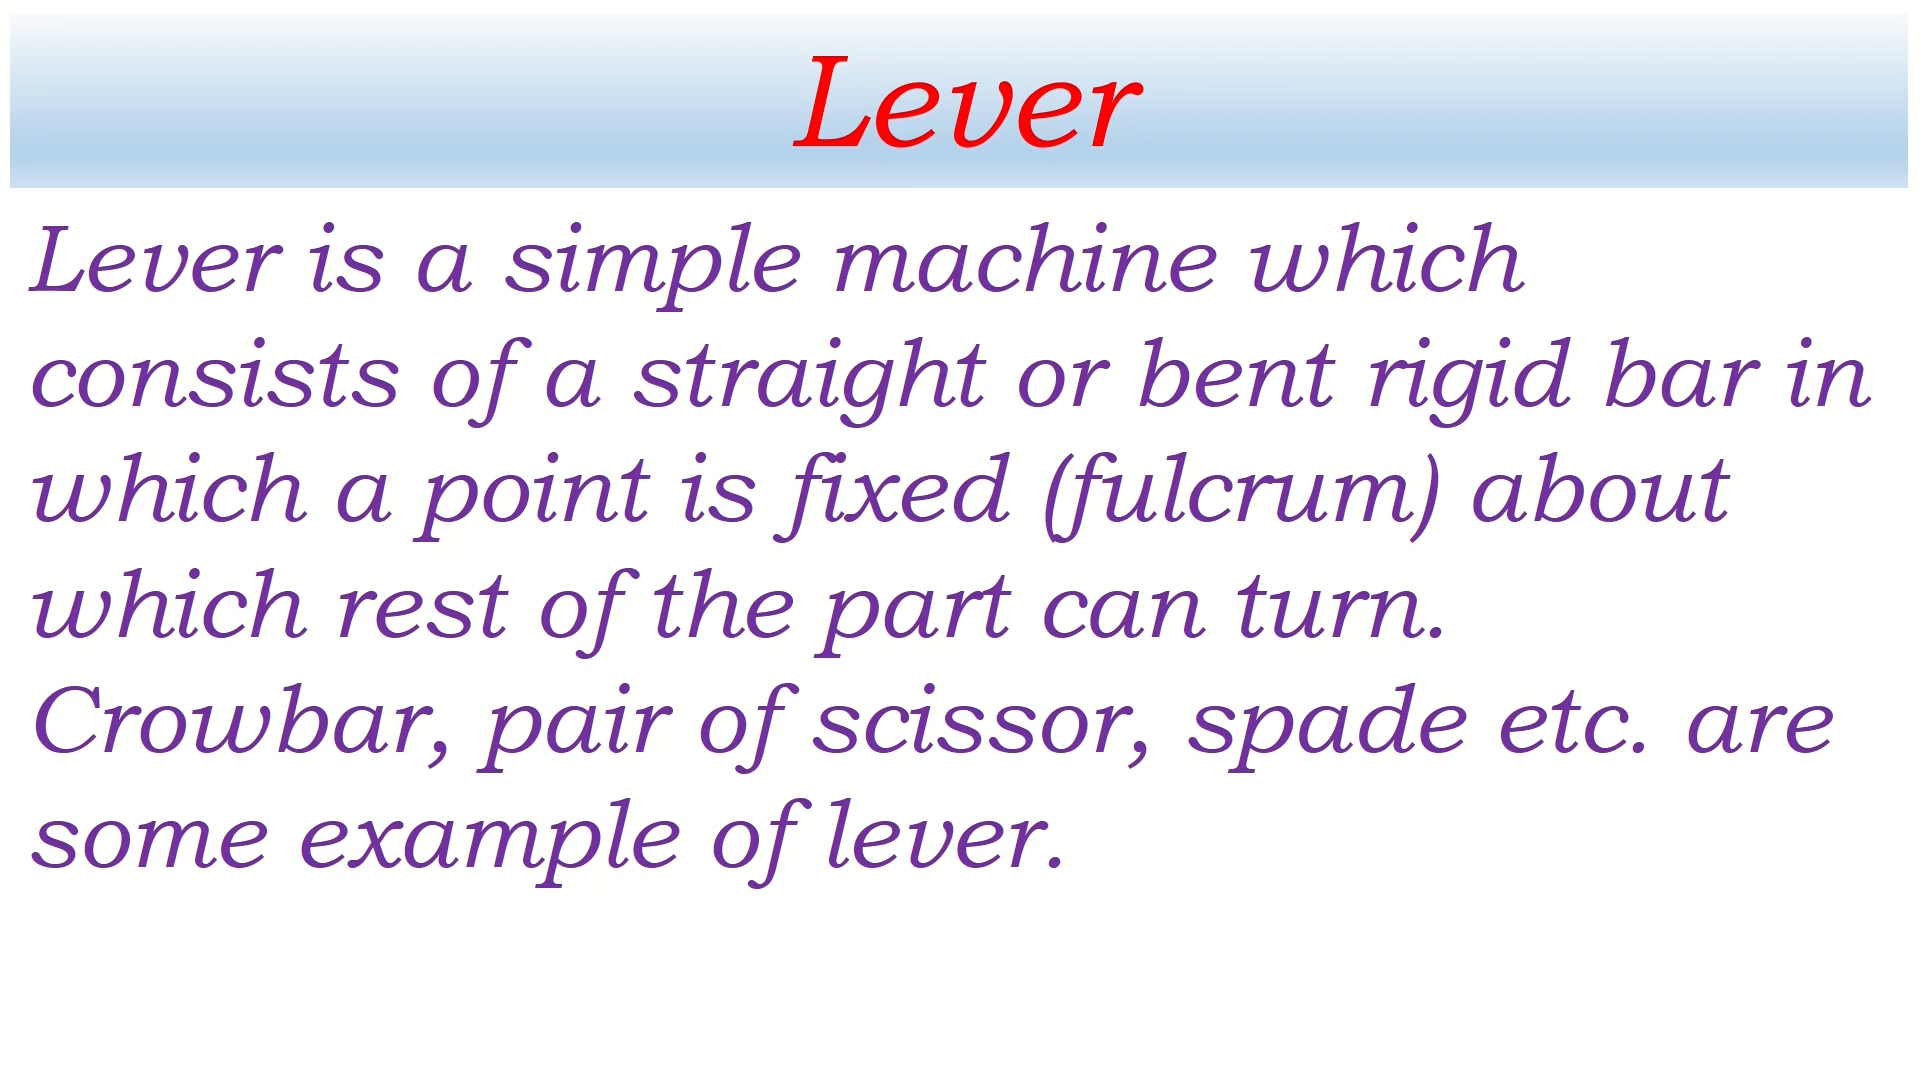 Lever
Lever is a simple machine which
consists of a straight or bent rigid bar in
which a point is fixed (fulcrum) about
which rest of the part can turn.
Crowbar, pair of scissor, spade etc. are
some example of lever.